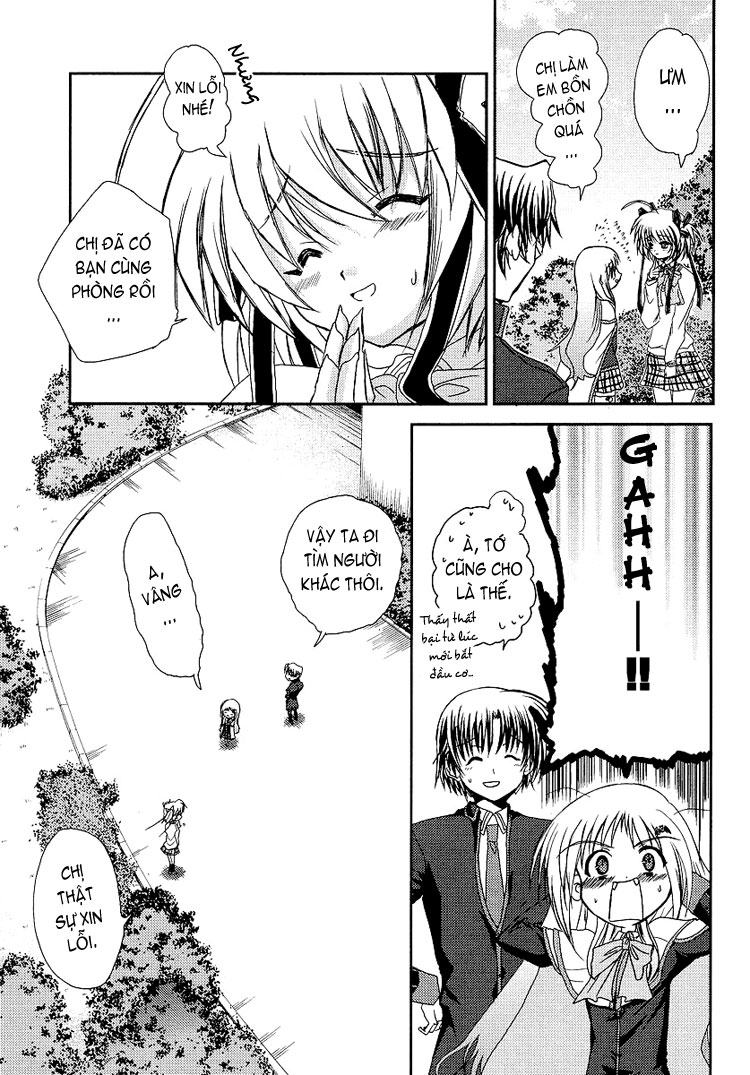 ƯM
...
CHỊ LÀM
EM BỒN
CHỒN
QUÁ
...
Nhưng
XIN LỖI
NHÉ!
CHỊ ĐÃ CÓ
BẠN CÙNG
PHÒNG RỒI
...
GAHH—!!
À, TỚ
CŨNG CHO
LÀ THẾ.
Thấy thất
bại từ lúc
mới bắt
đầu cơ...
VẬY TA ĐI
TÌM NGƯỜI
KHÁC THÔI.
A,
VÂNG
...
CHỊ
THẬT
SỰ XIN
LỖI.